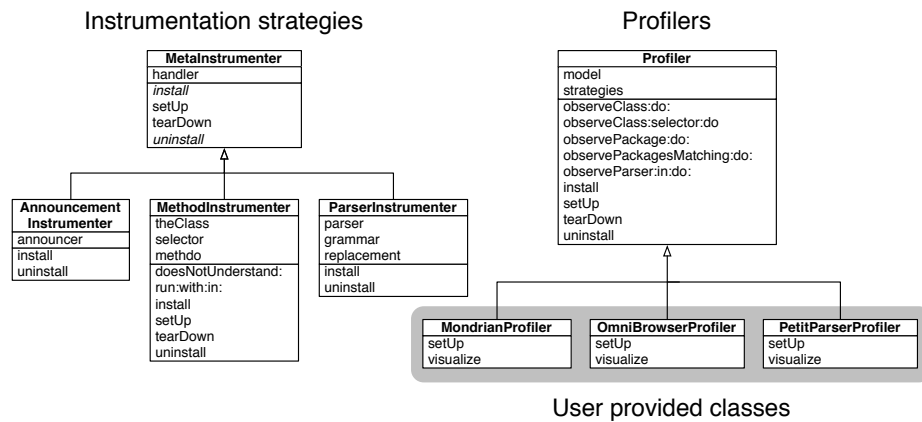 Instrumentation strategies
MetaInstrumenter
handler
install
setUp
tearDown
uninstall
Announcement
Instrumenter
announcer
install
uninstall
MethodInstrumenter
theClass
selector
methdo
doesNotUnderstand:
run:with:in:
install
setUp
tearDown
uninstall
ParserInstrumenter
parser
grammar
replacement
install
uninstall
Profilers
Profiler
model
strategies
observeClass:do:
observeClass:selector:do
observePackage:do:
observePackagesMatching:do:
observeParser:in:do:
install
setUp
tearDown
uninstall
MondrianProfiler
setUp
visualize
OmniBrowserProfiler
setUp
visualize
PetitParserProfiler
setUp
visualize
User provided classes